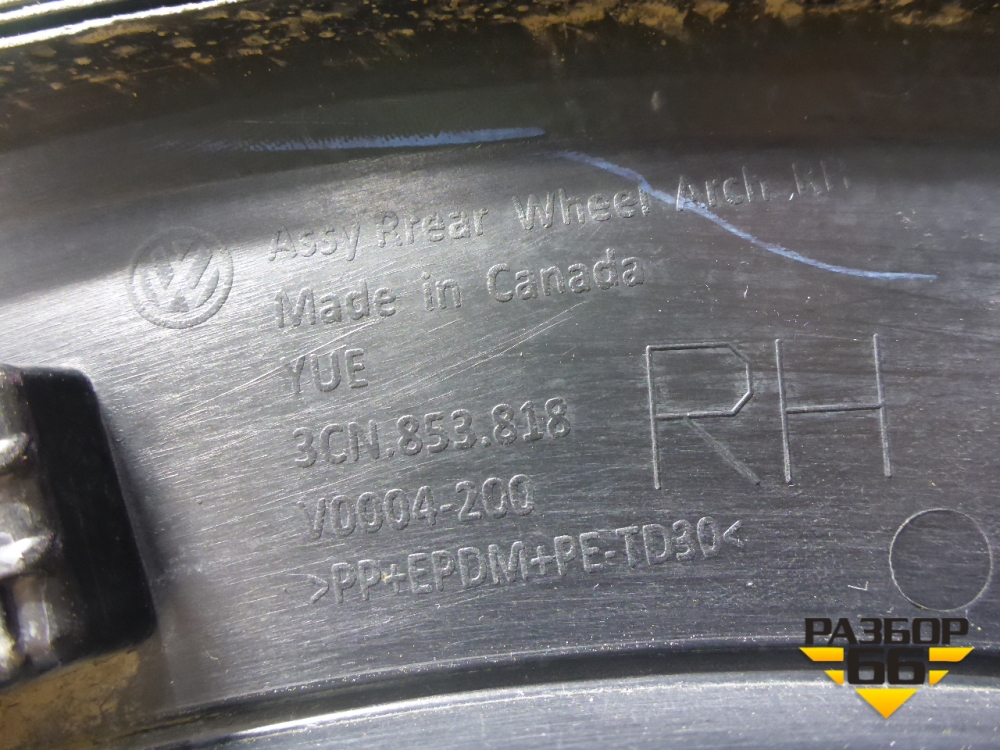 Assy Rrear Wheel Arch RH
Made in Canada
YUE
3CN.853.818
V0004-200
>PP+EPDM+PE-TD30<
RH
РАЗБОР
66